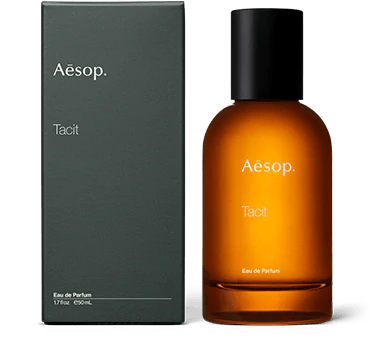 Aēsop.
Tacit
Eau de Parfum
1.7 fl oz ℮50 mL
Aēsop.
Tacit
Eau de Parfum